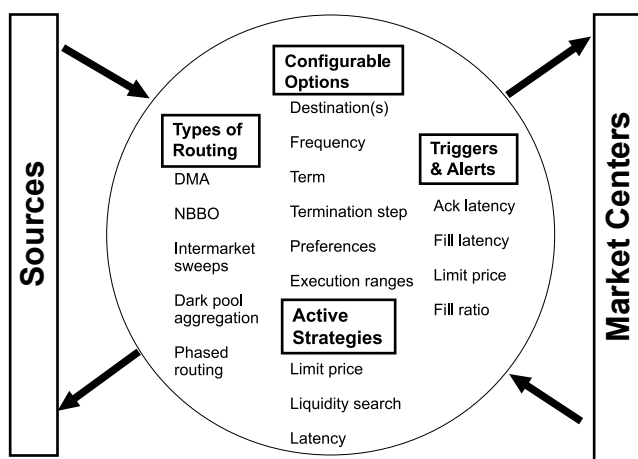 Sources
Types of
Routing
DMA
NBBO
Intermarket
sweeps
Dark pool
aggregation
Phased
routing
Configurable
Options
Destination(s)
Frequency
Term
Termination step
Preferences
Execution ranges
Active
Strategies
Limit price
Liquidity search
Latency
Triggers
& Alerts
Ack latency
Fill latency
Limit price
Fill ratio
Market Centers